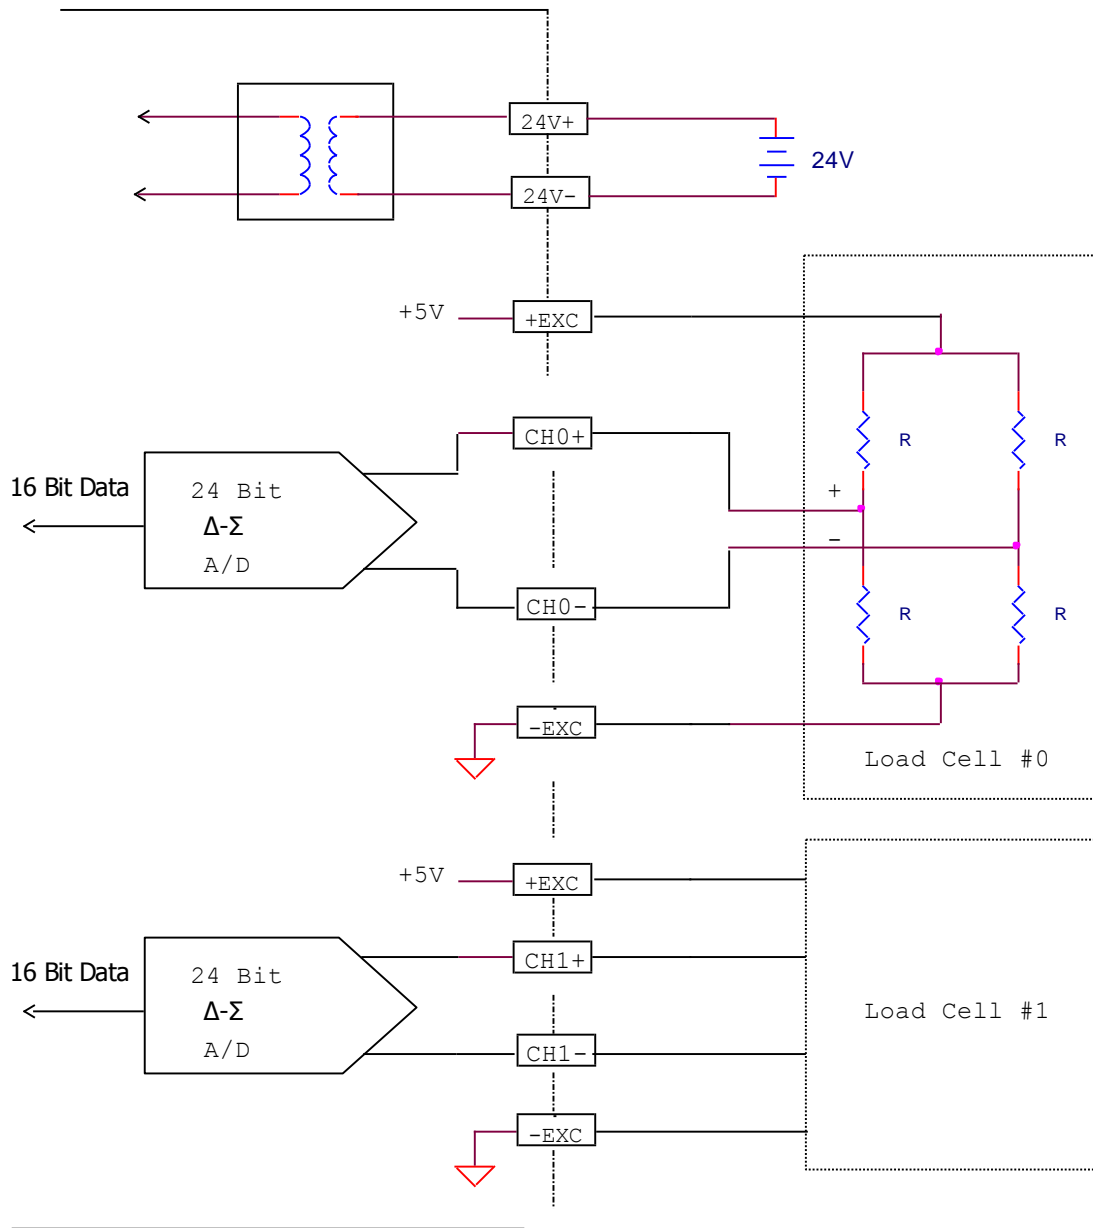 24V+
24V
24V-
+5V
+EXC
CH0+
R
R
+
16 Bit Data
24 Bit
Δ-Σ
A/D
-
CH0-
R
R
-EXC
Load Cell #0
+5V
+EXC
CH1+
16 Bit Data
24 Bit
Δ-Σ
A/D
Load Cell #1
CH1-
-EXC